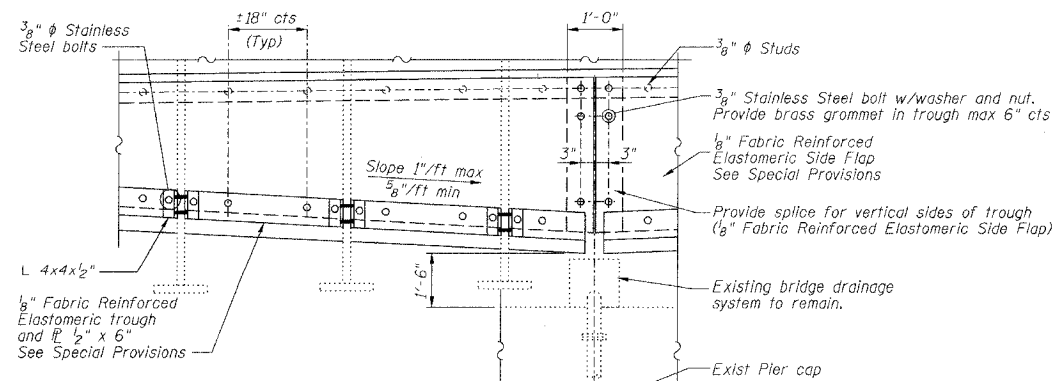 3/8" ϕ Stainless
Steel bolts
±18" cts
(Typ)
1'-0"
3/8" ϕ Studs
3/8" Stainless Steel bolt w/washer and nut.
Provide brass grommet in trough max 6" cts
1/8" Fabric Reinforced
Elastomeric Side Flap
See Special Provisions
3"
3"
Slope 1"/ft max
5/8"/ft min
Provide splice for vertical sides of trough
(1/8" Fabric Reinforced Elastomeric Side Flap)
L 4x4x1/2"
1'-6"
Existing bridge drainage
system to remain.
1/8" Fabric Reinforced
Elastomeric trough
and ℄ 1/2" x 6"
See Special Provisions
Exist Pier cap